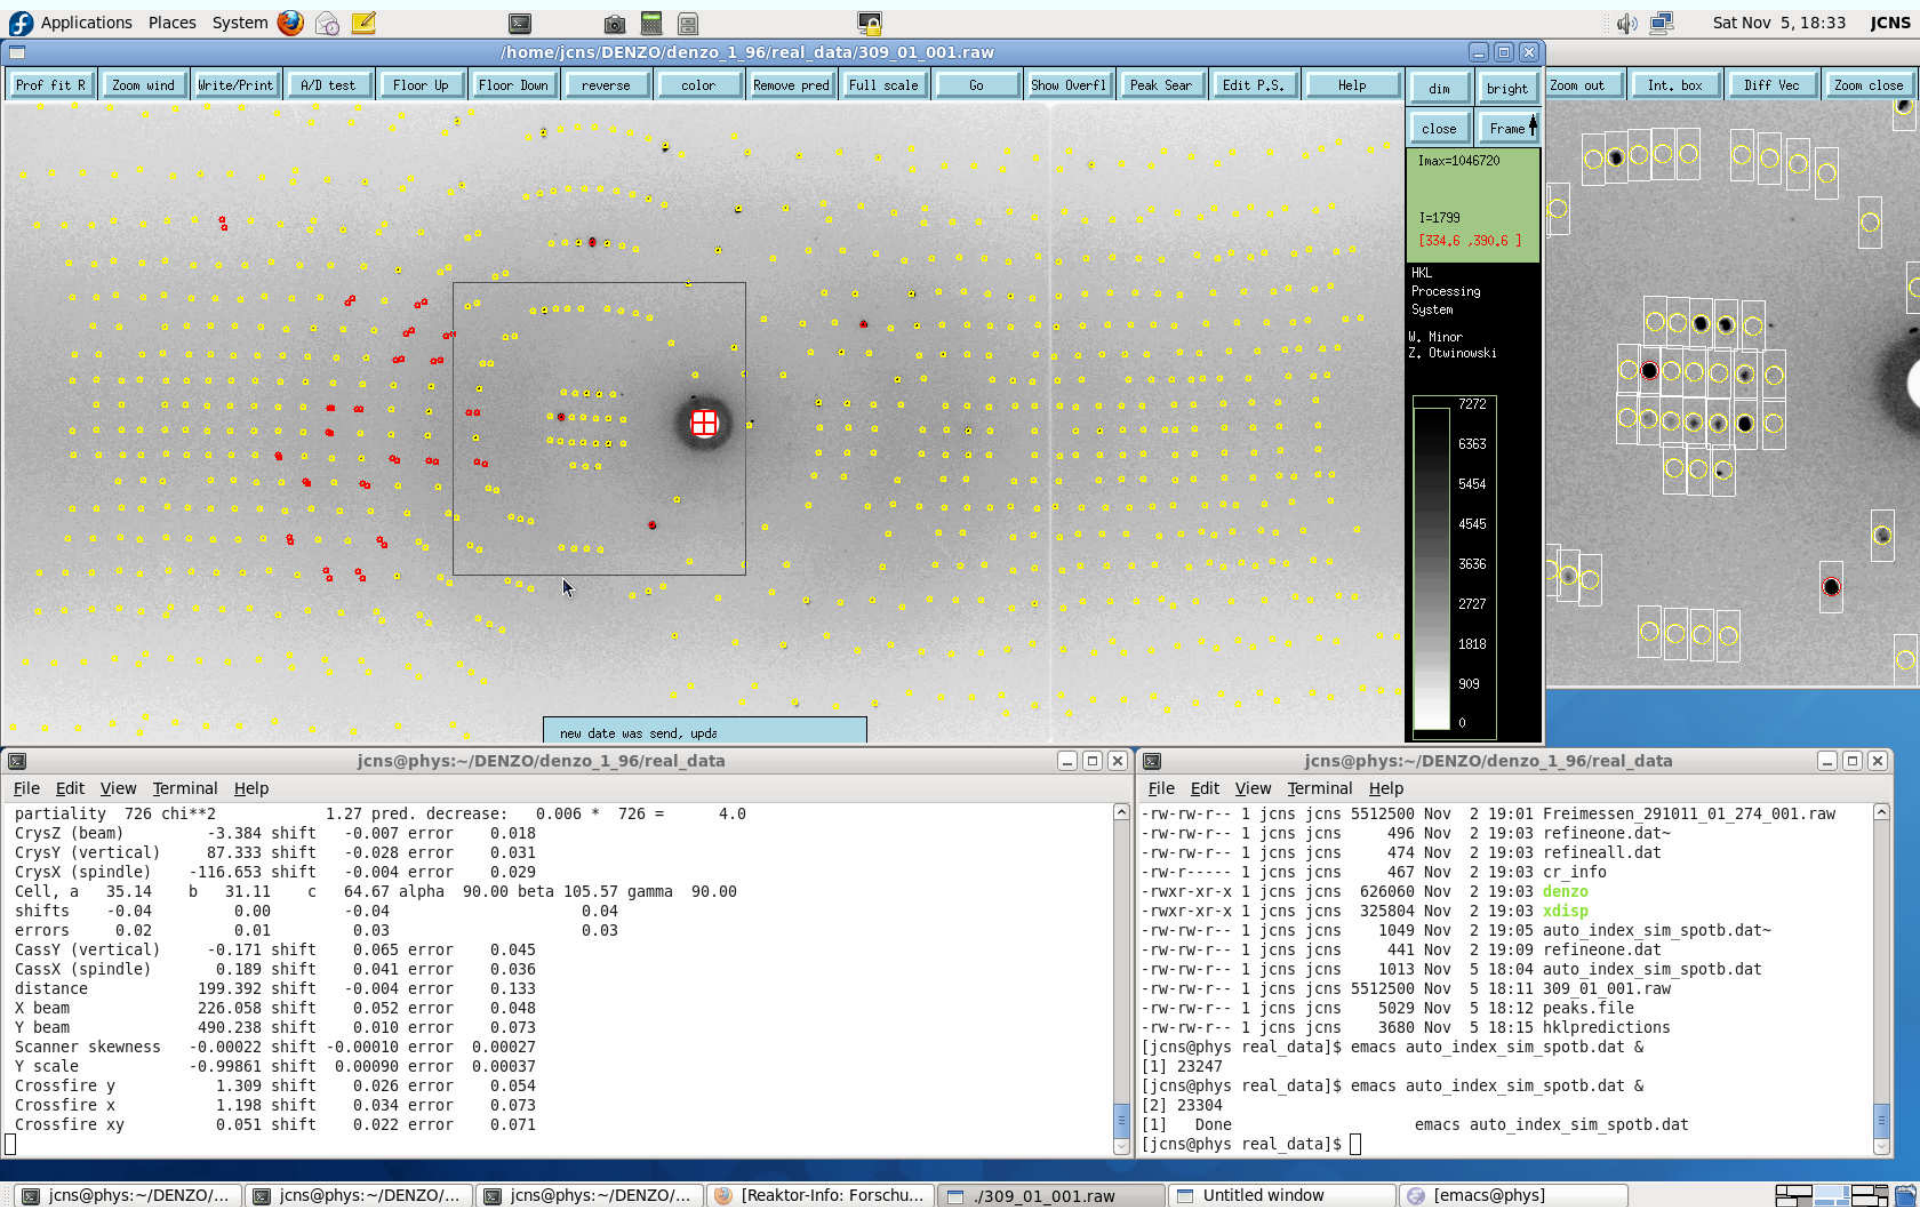 Applications Places System Sat Nov 5, 18:33 JCNS
/home/jcns/DENZO/denzo_1_96/real_data/309_01_001.raw
Prof fit R Zoom wind Write/Print A/D test Floor Up Floor Down reverse color Remove pred Full scale Go Show Overfl Peak Sear Edit P.S. Help
dim bright
close Frame
Zoom out Int. box Diff Vec Zoom close
Imax=1046720
I=1799
[334.6 ,390.6 ]
HKL
Processing
System
W. Minor
Z. Otwinowski
7272
6363
5454
4545
3636
2727
1818
909
0
new date was send, upda
jcns@phys:~/DENZO/denzo_1_96/real_data
File Edit View Terminal Help
partiality 726 chi**2 1.27 pred. decrease: 0.006 * 726 = 4.0
CrysZ (beam) -3.384 shift -0.007 error 0.018
CrysY (vertical) 87.333 shift -0.028 error 0.031
CrysX (spindle) -116.653 shift -0.004 error 0.029
Cell, a 35.14 b 31.11 c 64.67 alpha 90.00 beta 105.57 gamma 90.00
shifts -0.04 0.00 -0.04 0.04
errors 0.02 0.01 0.03 0.03
CassY (vertical) -0.171 shift 0.065 error 0.045
CassX (spindle) 0.189 shift 0.041 error 0.036
distance 199.392 shift -0.004 error 0.133
X beam 226.058 shift 0.052 error 0.048
Y beam 490.238 shift 0.010 error 0.073
Scanner skewness -0.00022 shift -0.00010 error 0.00027
Y scale -0.99861 shift 0.00090 error 0.00037
Crossfire y 1.309 shift 0.026 error 0.054
Crossfire x 1.198 shift 0.034 error 0.073
Crossfire xy 0.051 shift 0.022 error 0.071
jcns@phys:~/DENZO/denzo_1_96/real_data
File Edit View Terminal Help
-rw-rw-r-- 1 jcns jcns 5512500 Nov 2 19:01 Freimessen_291011_01_274_001.raw
-rw-rw-r-- 1 jcns jcns 496 Nov 2 19:03 refineone.dat~
-rw-rw-r-- 1 jcns jcns 474 Nov 2 19:03 refineall.dat
-rw-r----- 1 jcns jcns 467 Nov 2 19:03 cr_info
-rwxr-xr-x 1 jcns jcns 626060 Nov 2 19:03 denzo
-rwxr-xr-x 1 jcns jcns 325804 Nov 2 19:03 xdisp
-rw-rw-r-- 1 jcns jcns 1049 Nov 2 19:05 auto_index_sim_spotb.dat~
-rw-rw-r-- 1 jcns jcns 441 Nov 2 19:09 refineone.dat
-rw-rw-r-- 1 jcns jcns 1013 Nov 5 18:04 auto_index_sim_spotb.dat
-rw-rw-r-- 1 jcns jcns 5512500 Nov 5 18:11 309_01_001.raw
-rw-rw-r-- 1 jcns jcns 5029 Nov 5 18:12 peaks.file
-rw-rw-r-- 1 jcns jcns 3680 Nov 5 18:15 hklpredictions
[jcns@phys real_data]$ emacs auto_index_sim_spotb.dat &
[1] 23247
[jcns@phys real_data]$ emacs auto_index_sim_spotb.dat &
[2] 23304
[1] Done emacs auto_index_sim_spotb.dat
[jcns@phys real_data]$
jcns@phys:~/DENZO/... jcns@phys:~/DENZO/... jcns@phys:~/DENZO/... [Reaktor-Info: Forschu... ./309_01_001.raw Untitled window [emacs@phys]